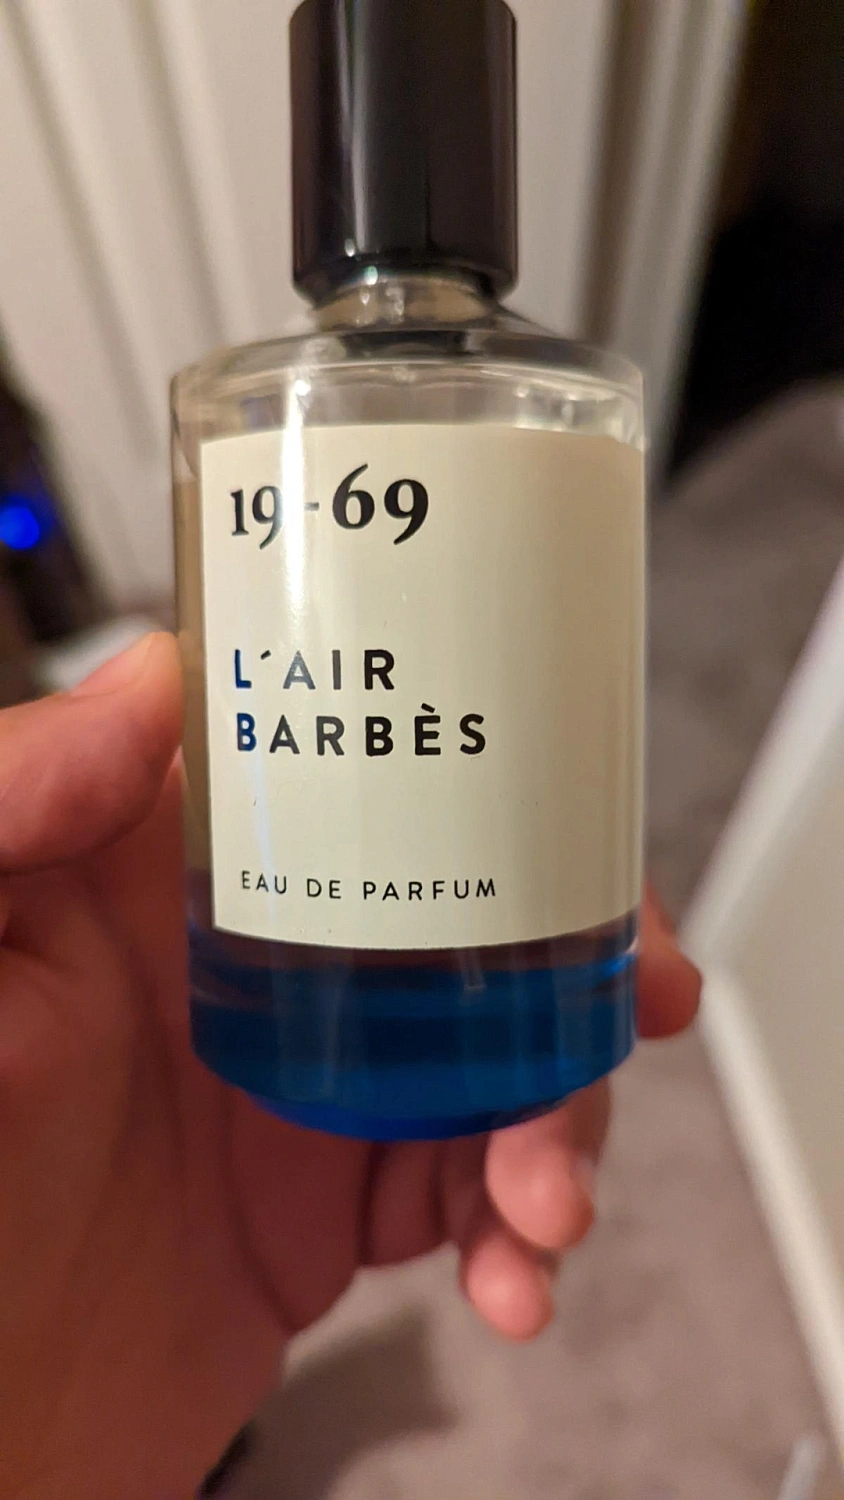 19-69
L´AIR
BARBÈS
EAU DE PARFUM